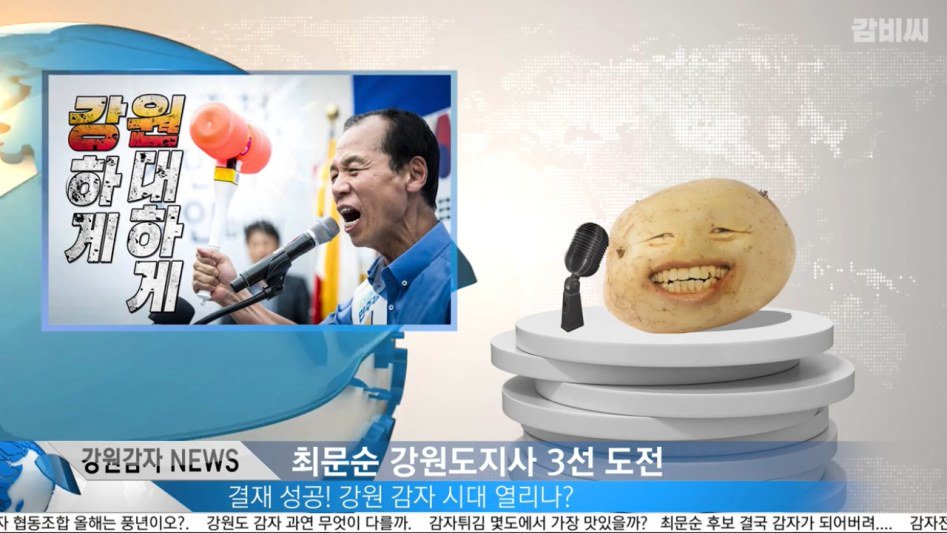 감비씨
강원
하게
대하게
강원감자 NEWS
최문순 강원도지사 3선 도전
결재 성공! 강원 감자 시대 열리나?
자 협동조합 올해는 풍년이오?. 강원도 감자 과연 무엇이 다를까. 감자튀김 몇도에서 가장 맛있을까? 최문순 후보 결국 감자가 되어버려.... 감자전